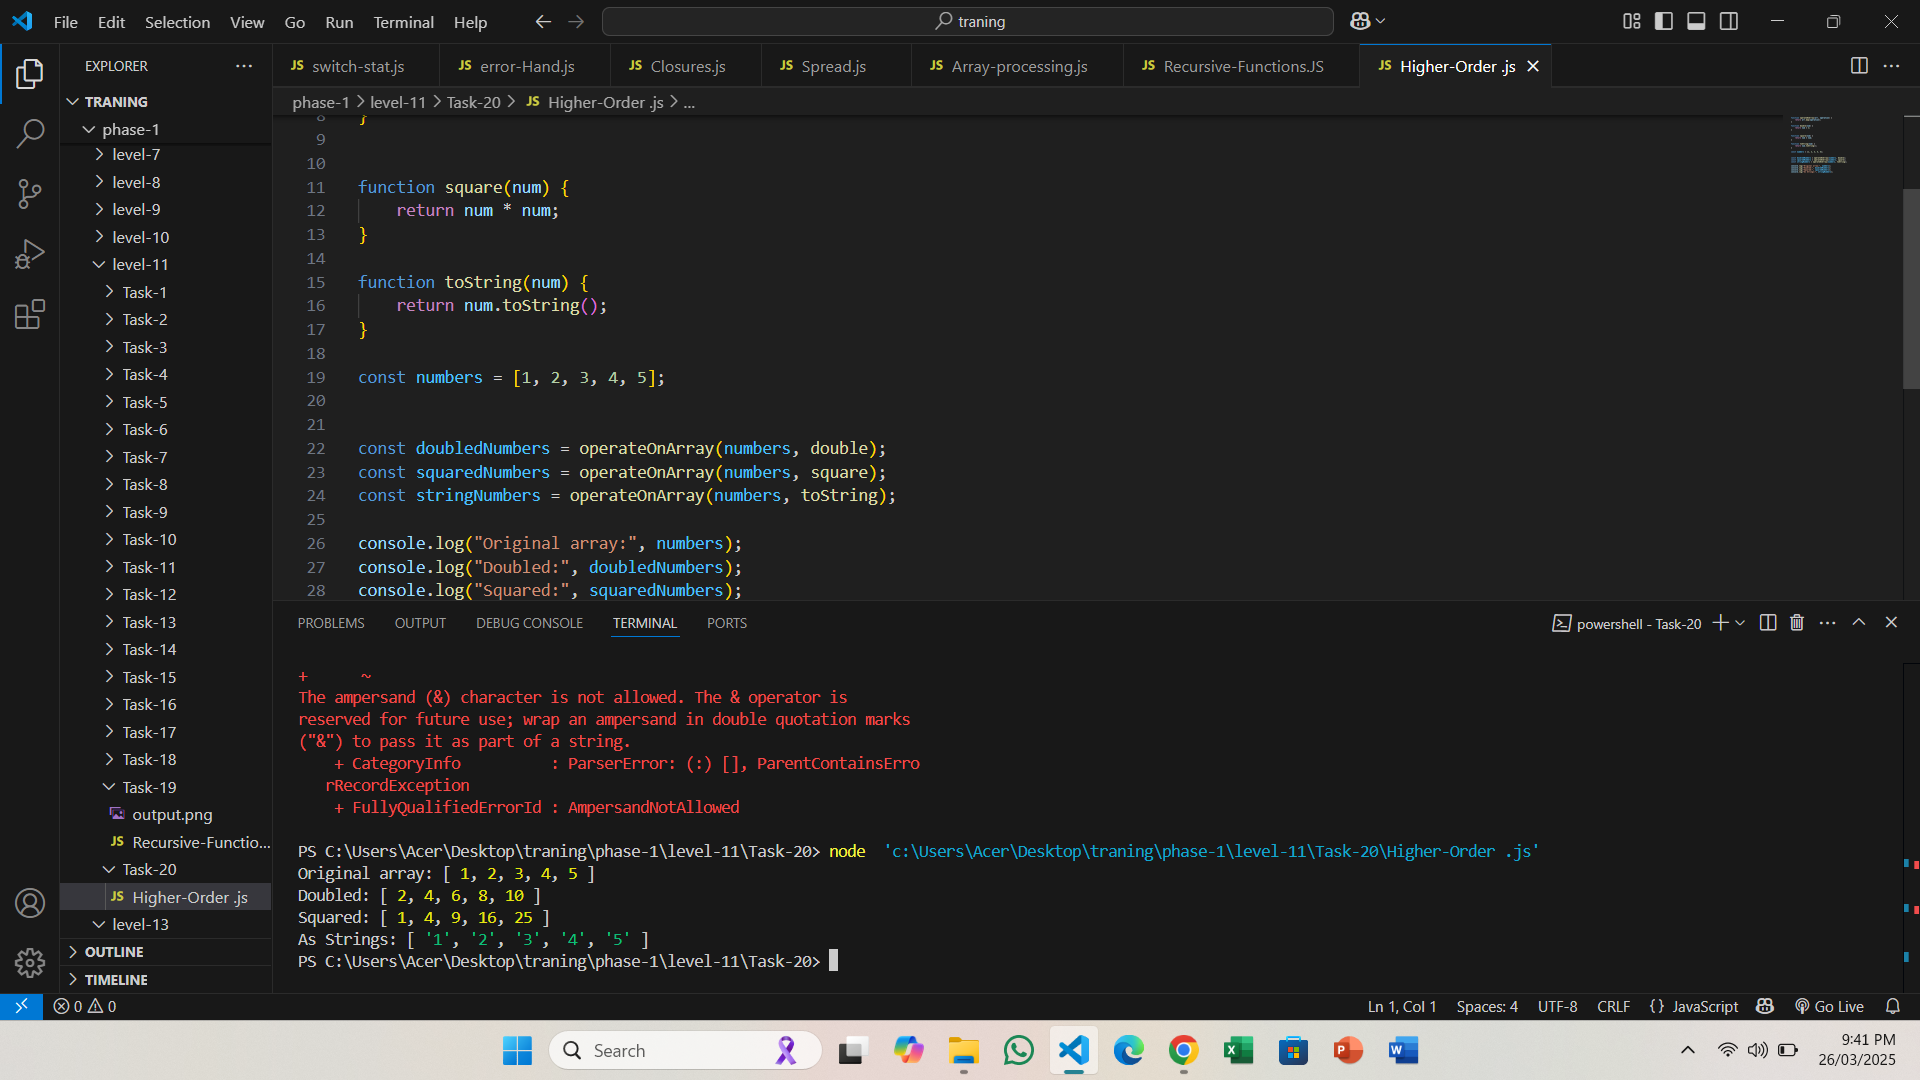 File Edit Selection View Go Run Terminal Help
traning
EXPLORER
JS switch-stat.js JS error-Hand.js JS Closures.js JS Spread.js JS Array-processing.js JS Recursive-Functions.JS JS Higher-Order .js
TRANING
phase-1 > level-11 > Task-20 > JS Higher-Order .js > ...
phase-1
level-7
level-8
level-9
level-10
level-11
Task-1
Task-2
Task-3
Task-4
Task-5
Task-6
Task-7
Task-8
Task-9
Task-10
Task-11
Task-12
Task-13
Task-14
Task-15
Task-16
Task-17
Task-18
Task-19
output.png
JS Recursive-Functio...
Task-20
JS Higher-Order .js
level-13
OUTLINE
TIMELINE
8 }
9
10
11 function square(num) {
12 return num * num;
13 }
14
15 function toString(num) {
16 return num.toString();
17 }
18
19 const numbers = [1, 2, 3, 4, 5];
20
21
22 const doubledNumbers = operateOnArray(numbers, double);
23 const squaredNumbers = operateOnArray(numbers, square);
24 const stringNumbers = operateOnArray(numbers, toString);
25
26 console.log("Original array:", numbers);
27 console.log("Doubled:", doubledNumbers);
28 console.log("Squared:", squaredNumbers);
PROBLEMS OUTPUT DEBUG CONSOLE TERMINAL PORTS
powershell - Task-20
+ ~
The ampersand (&) character is not allowed. The & operator is
reserved for future use; wrap an ampersand in double quotation marks
("&") to pass it as part of a string.
+ CategoryInfo : ParserError: (:) [], ParentContainsErro
rRecordException
+ FullyQualifiedErrorId : AmpersandNotAllowed
PS C:\Users\Acer\Desktop\traning\phase-1\level-11\Task-20> node 'c:\Users\Acer\Desktop\traning\phase-1\level-11\Task-20\Higher-Order .js'
Original array: [ 1, 2, 3, 4, 5 ]
Doubled: [ 2, 4, 6, 8, 10 ]
Squared: [ 1, 4, 9, 16, 25 ]
As Strings: [ '1', '2', '3', '4', '5' ]
PS C:\Users\Acer\Desktop\traning\phase-1\level-11\Task-20>
0 0
Ln 1, Col 1 Spaces: 4 UTF-8 CRLF {} JavaScript Go Live
Search
9:41 PM
26/03/2025